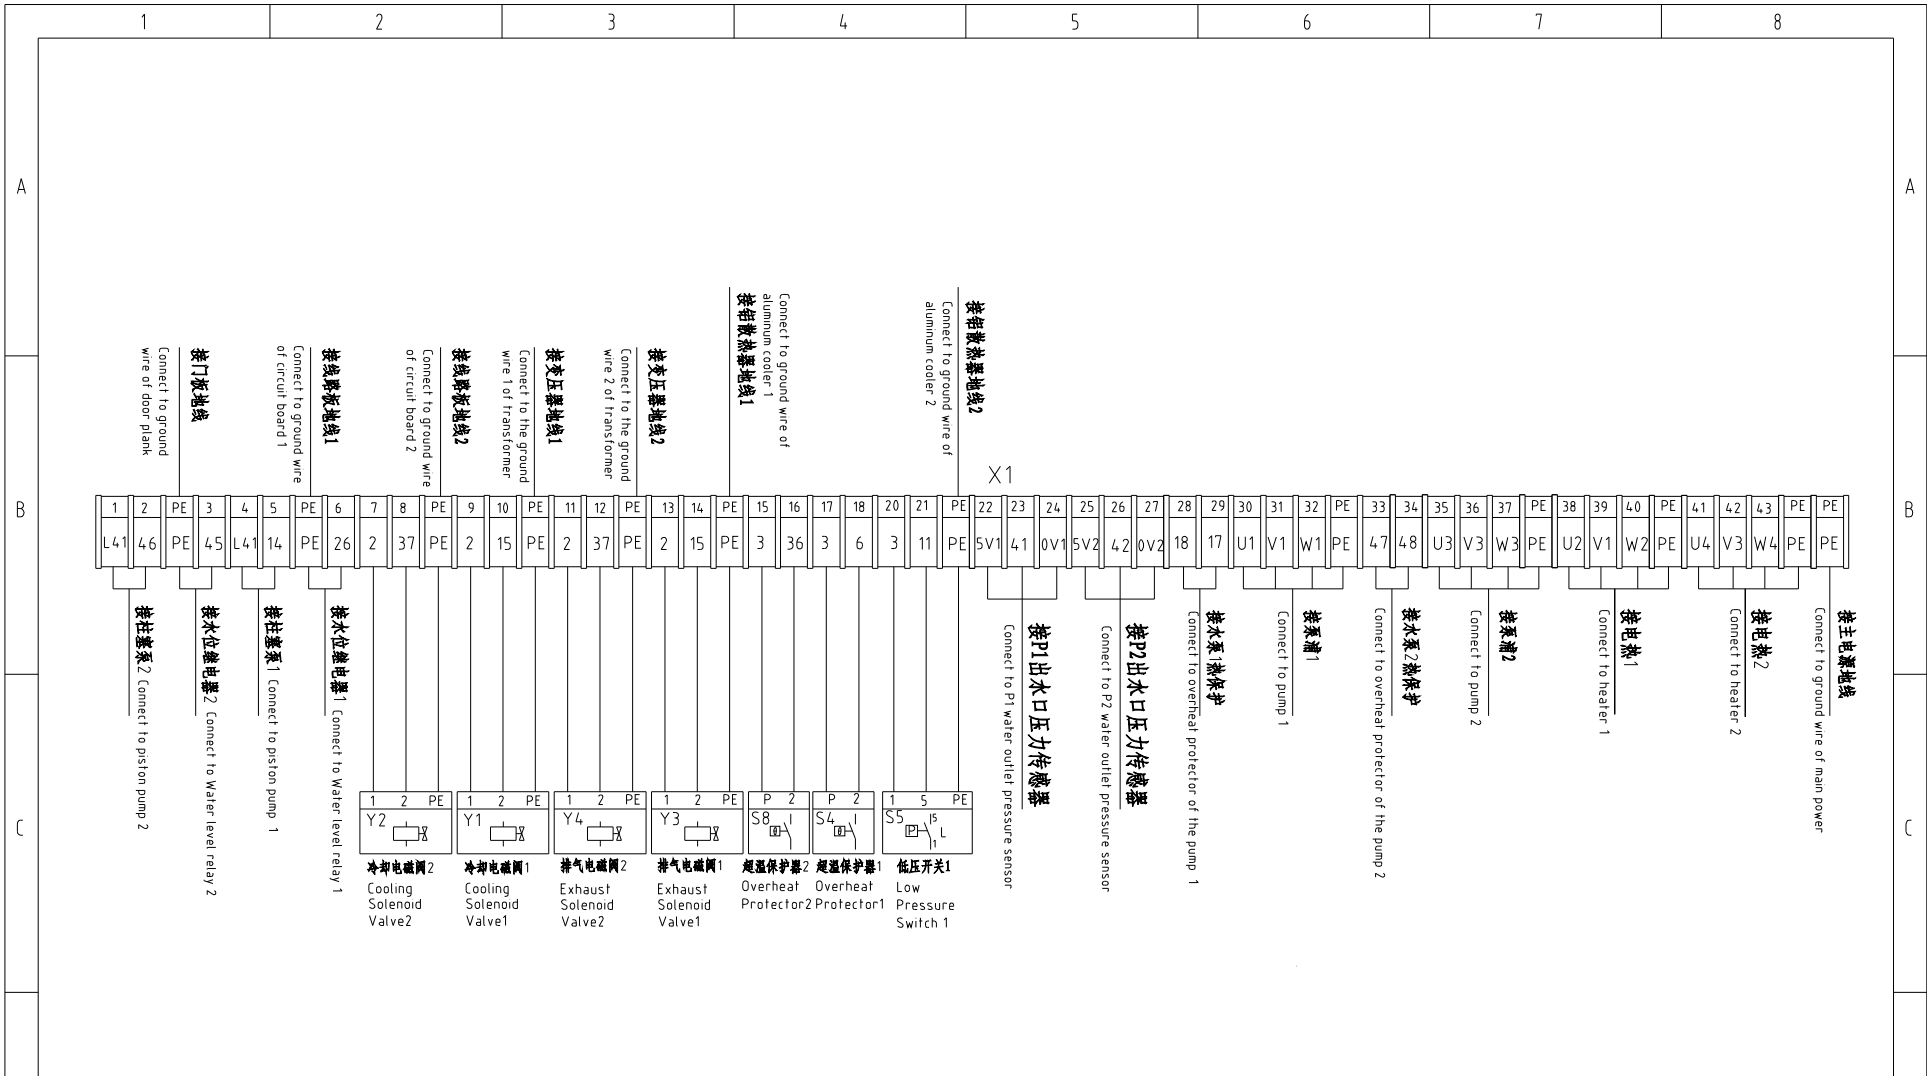 1 2 3 4 5 6 7 8
A
A
接门板地线
Connect to ground
wire of door plank
接线路板地线1
Connect to ground wire
of circuit board 1
接线路板地线2
Connect to ground wire
of circuit board 2
接变压器地线1
Connect to the ground
wire 1 of transformer
接变压器地线2
Connect to the ground
wire 2 of transformer
Connect to ground wire of
aluminum cooler 1
接铝散热器地线1
接铝散热器地线2
Connect to ground wire of
aluminum cooler 2
X1
B
B
1 2 PE 3 4 5 PE 6 7 8 PE 9 10 PE 11 12 PE 13 14 PE 15 16 17 18 20 21 PE 22 23 24 25 26 27 28 29 30 31 32 PE 33 34 35 36 37 PE 38 39 40 PE 41 42 43 PE PE
L41 46 PE 45 L41 14 PE 26 2 37 PE 2 15 PE 2 37 PE 2 15 PE 3 36 3 6 3 11 PE 5V1 41 0V1 5V2 42 0V2 18 17 U1 V1 W1 PE 47 48 U3 V3 W3 PE U2 V1 W2 PE U4 V3 W4 PE PE
接柱塞泵2 Connect to piston pump 2
接水位继电器2 Connect to Water level relay 2
接柱塞泵1 Connect to piston pump 1
接水位继电器1 Connect to Water level relay 1
接P1出水口压力传感器
Connect to P1 water outlet pressure sensor
接P2出水口压力传感器
Connect to P2 water outlet pressure sensor
接水泵1热保护
Connect to overheat protector of the pump 1
接泵浦1
Connect to pump 1
接水泵2热保护
Connect to overheat protector of the pump 2
接泵浦2
Connect to pump 2
接电热1
Connect to heater 1
接电热2
Connect to heater 2
接主电源地线
Connect to ground wire of main power
C
C
1 2 PE
Y2
冷却电磁阀2
Cooling
Solenoid
Valve2
1 2 PE
Y1
冷却电磁阀1
Cooling
Solenoid
Valve1
1 2 PE
Y4
排气电磁阀2
Exhaust
Solenoid
Valve2
1 2 PE
Y3
排气电磁阀1
Exhaust
Solenoid
Valve1
P 2
S8
超温保护器2
Overheat
Protector2
P 2
S4
超温保护器1
Overheat
Protector1
1 5 PE
S5
P
5
L
1
低压开关1
Low
Pressure
Switch 1